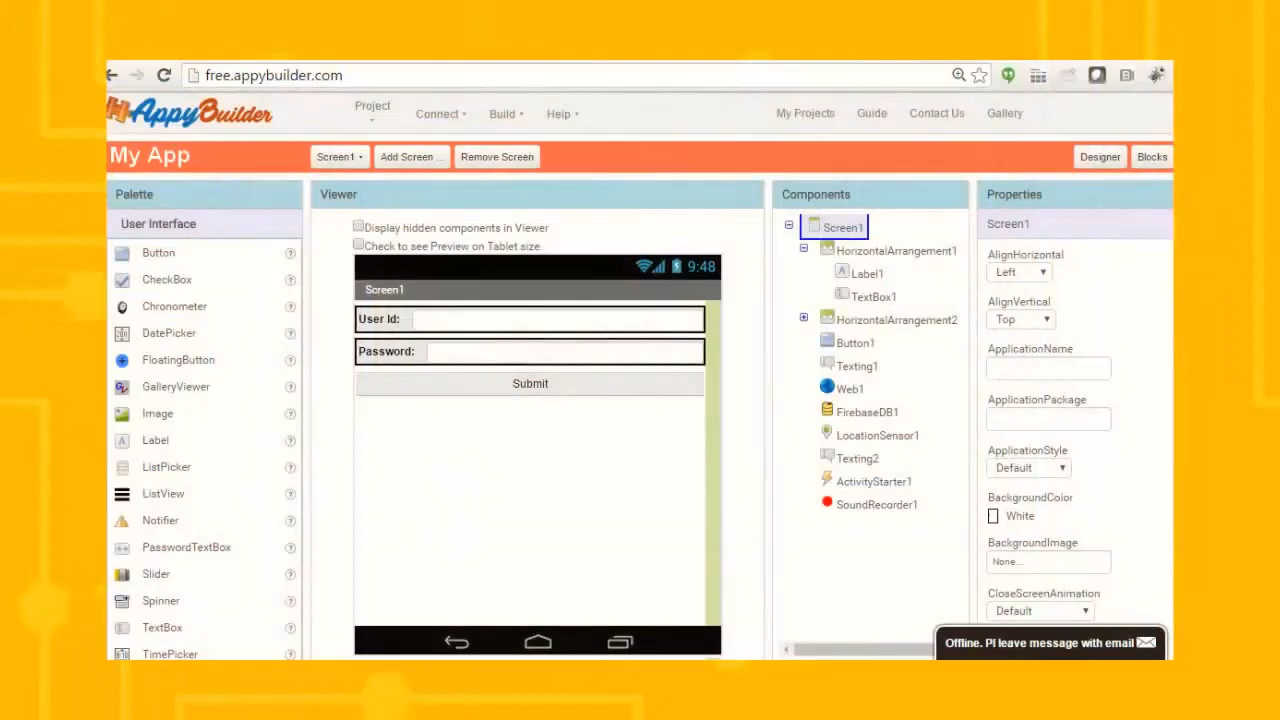 free.appybuilder.com
AppyBuilder
Project
Connect
Build
Help
My Projects
Guide
Contact Us
Gallery
My App
Screen1
Add Screen ...
Remove Screen
Designer
Blocks
Palette
User Interface
Button
CheckBox
Chronometer
DatePicker
FloatingButton
GalleryViewer
Image
Label
ListPicker
ListView
Notifier
PasswordTextBox
Slider
Spinner
TextBox
TimePicker
Viewer
Display hidden components in Viewer
Check to see Preview on Tablet size.
9:48
Screen1
User Id:
Password:
Submit
Components
Screen1
HorizontalArrangement1
Label1
TextBox1
HorizontalArrangement2
Button1
Texting1
Web1
FirebaseDB1
LocationSensor1
Texting2
ActivityStarter1
SoundRecorder1
Properties
Screen1
AlignHorizontal
Left
AlignVertical
Top
ApplicationName
ApplicationPackage
ApplicationStyle
Default
BackgroundColor
White
BackgroundImage
None...
CloseScreenAnimation
Default
Offline. Pl leave message with email